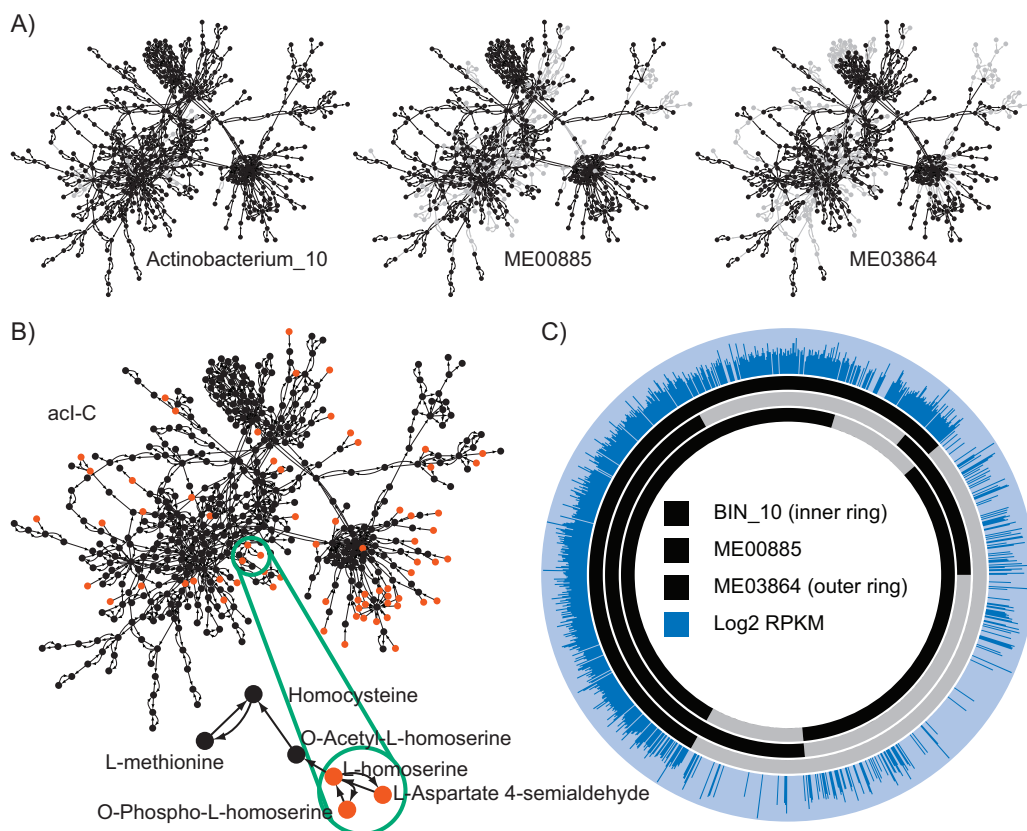 A)
Actinobacterium_10
ME00885
ME03864
B)
acI-C
Homocysteine
O-Acetyl-L-homoserine
L-methionine
L-homoserine
L-Aspartate 4-semialdehyde
O-Phospho-L-homoserine
C)
BIN_10 (inner ring)
ME00885
ME03864 (outer ring)
Log2 RPKM